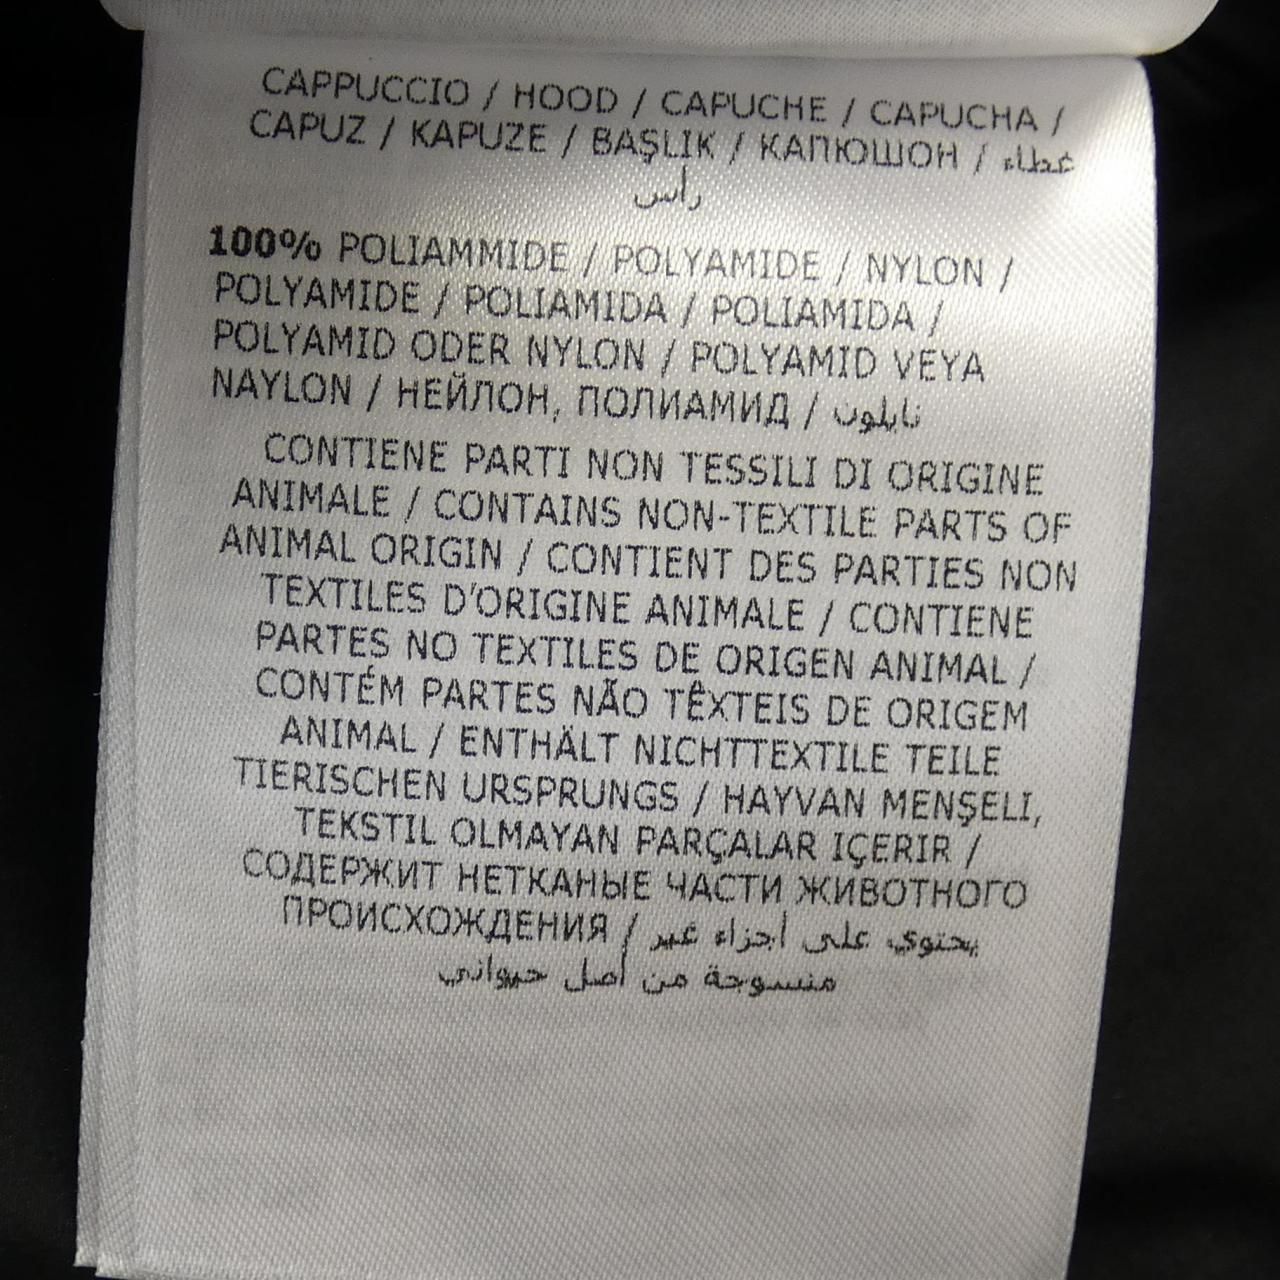 CAPPUCCIO / HOOD / CAPUCHE / CAPUCHA /
CAPUZ / KAPUZE / BAŞLIK / КАПЮШОН / غطاء
رأس
100% POLIAMMIDE / POLYAMIDE / NYLON /
POLYAMIDE / POLIAMIDA / POLIAMIDA /
POLYAMID ODER NYLON / POLYAMID VEYA
NAYLON / НЕЙЛОН, ПОЛИАМИД / نايلون
CONTIENE PARTI NON TESSILI DI ORIGINE
ANIMALE / CONTAINS NON-TEXTILE PARTS OF
ANIMAL ORIGIN / CONTIENT DES PARTIES NON
TEXTILES D'ORIGINE ANIMALE / CONTIENE
PARTES NO TEXTILES DE ORIGEN ANIMAL /
CONTÉM PARTES NÃO TÊXTEIS DE ORIGEM
ANIMAL / ENTHÄLT NICHTTEXTILE TEILE
TIERISCHEN URSPRUNGS / HAYVAN MENŞELI,
TEKSTIL OLMAYAN PARÇALAR IÇERIR /
СОДЕРЖИТ НЕТКАНЫЕ ЧАСТИ ЖИВОТНОГО
ПРОИСХОЖДЕНИЯ / يحتوي على أجزاء غير
منسوجة من أصل حيواني